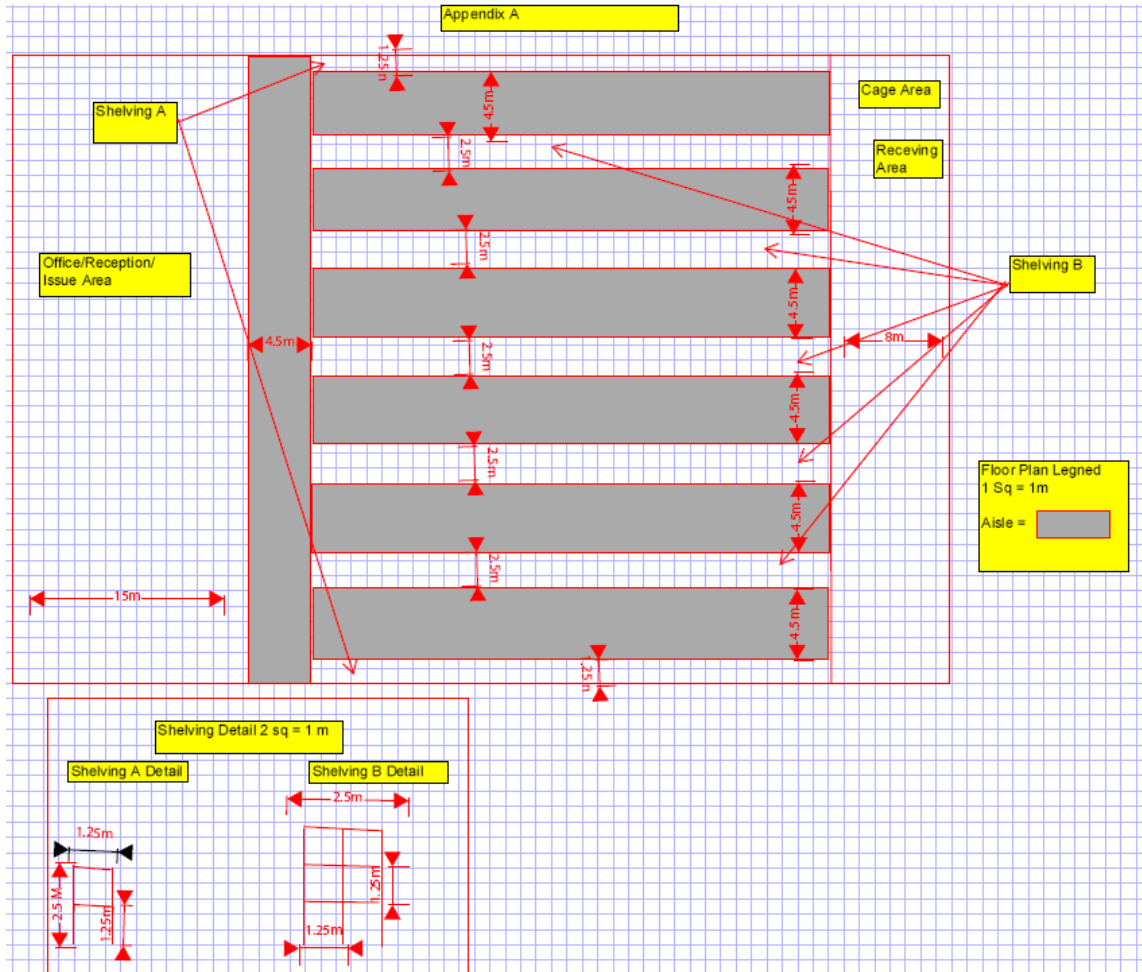 Appendix A
1.25m
Shelving A
4.5m
Cage Area
2.5m
Receving
Area
4.5m
2.5m
Office/Reception/
Issue Area
Shelving B
4.5m
4.5m
2.5m
8m
4.5m
2.5m
Floor Plan Legned
1 Sq = 1m
Aisle =
4.5m
2.5m
15m
4.5m
1.25m
Shelving Detail 2 sq = 1 m
Shelving A Detail
Shelving B Detail
2.5m
1.25m
2.5 M
1.25m
1.25m
1.25m